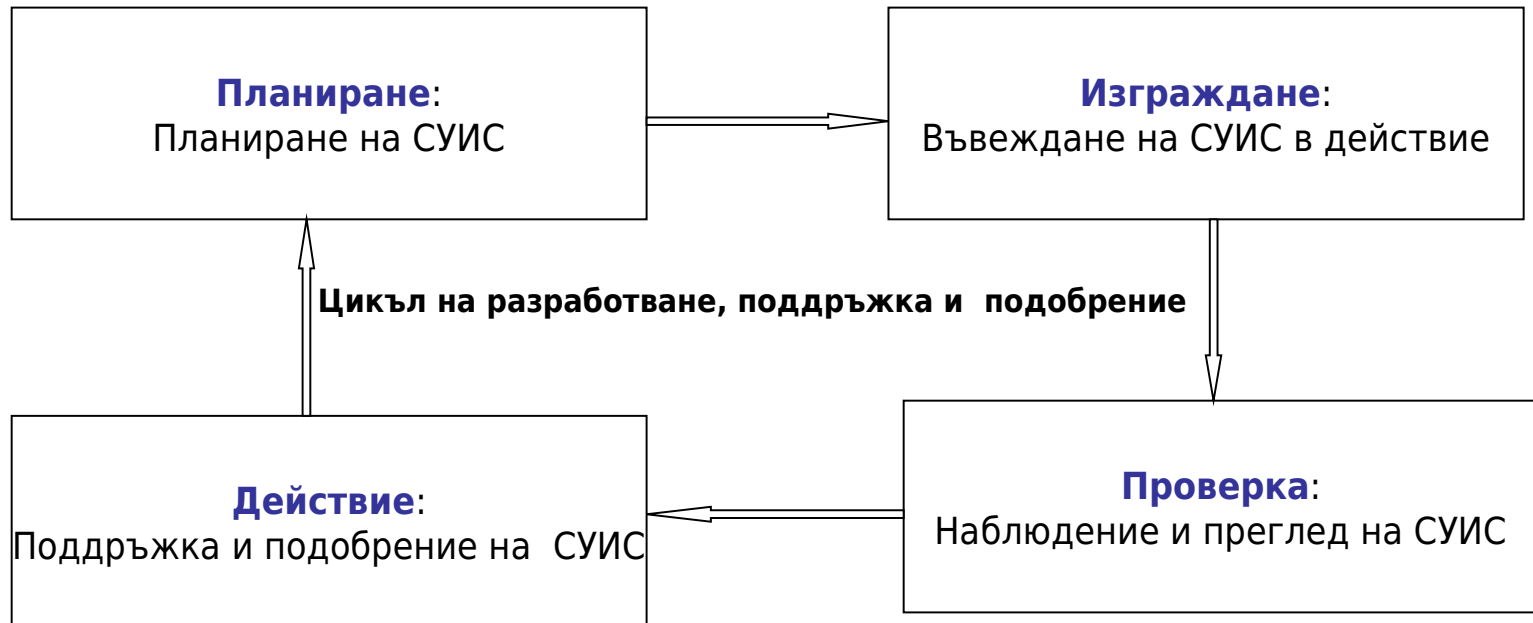 Планиране:
Планиране на СУИС
Изграждане:
Въвеждане на СУИС в действие
Цикъл на разработване, поддръжка и подобрение
Действие:
Поддръжка и подобрение на СУИС
Проверка:
Наблюдение и преглед на СУИС